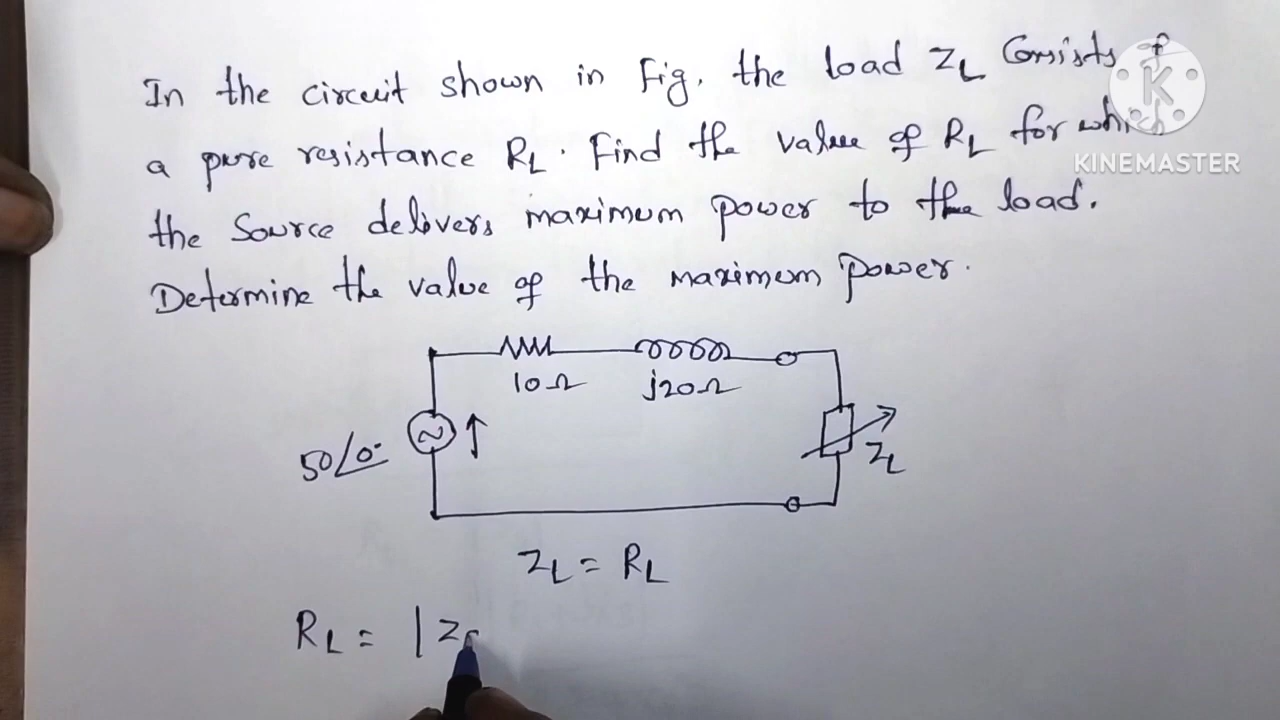 In the circuit shown in Fig, the load ZL Consists of
a pure resistance RL. Find the value of RL for which
KINEMASTER
the Source delivers maximum power to the load.
Determine the value of the maximum power.
10Ω
j20Ω
50∠0°
ZL
ZL = RL
RL = |Z